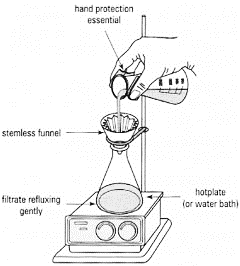 hand protection
essential
stemless funnel
filtrate refluxing
gently
hotplate
(or water bath)